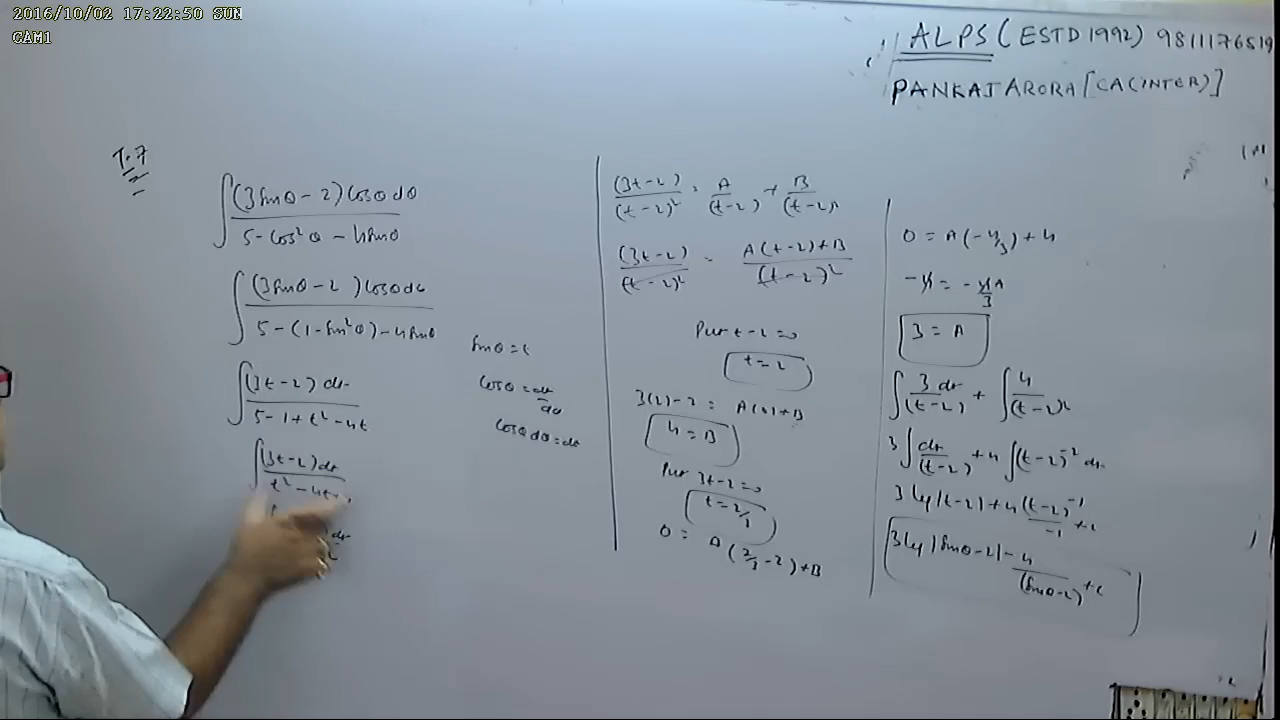 2016/10/02 17:22:50 SUN
CAM1
ALPS (ESTD 1992)
PANKAJ ARORA [CA(INTER)]
T.7
∫ (3 sinθ - 2) cosθ dθ / 5 - cos²θ - 4 sinθ
∫ (3 sinθ - 2) cosθ dθ / 5 - (1 - sin²θ) - 4 sinθ
∫ (3t - 2) dt / 5 - 1 + t² - 4t
∫ (3t - 2) dt / t² - 4t +
sinθ = t
cosθ = dt/dθ
cosθ dθ = dt
(3t - 2) / (t - 2)² = A / (t - 2) + B / (t - 2)²
(3t - 2) / (t - 2)² = A(t - 2) + B / (t - 2)²
Put t - 2 = 0
t = 2
3(2) - 2 = A(0) + B
4 = B
Put 3t - 2 = 0
t = 2/3
0 = A(2/3 - 2) + B
0 = A(-4/3) + 4
-4 = -4A/3
3 = A
∫ 3 dt / (t - 2) + ∫ 4 / (t - 2)²
3 ∫ dt / (t - 2) + 4 ∫ (t - 2)⁻² dt
3 log |t - 2| + 4 (t - 2)⁻¹ / -1 + c
3 log |sinθ - 2| - 4 / (sinθ - 2) + c